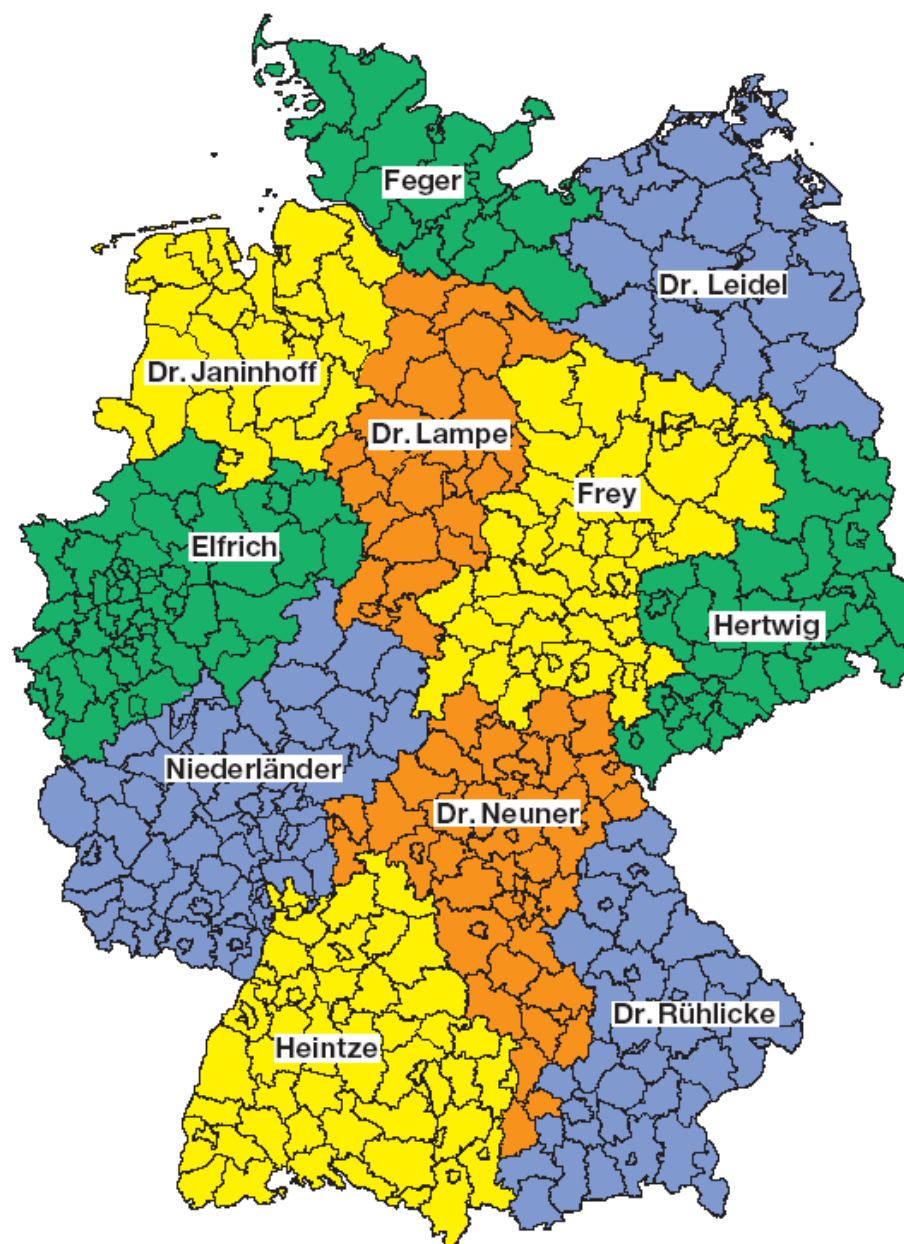 Feger
Dr. Leidel
Dr. Janinhoff
Dr. Lampe
Frey
Elfrich
Hertwig
Niederländer
Dr. Neuner
Dr. Rühlicke
Heintze